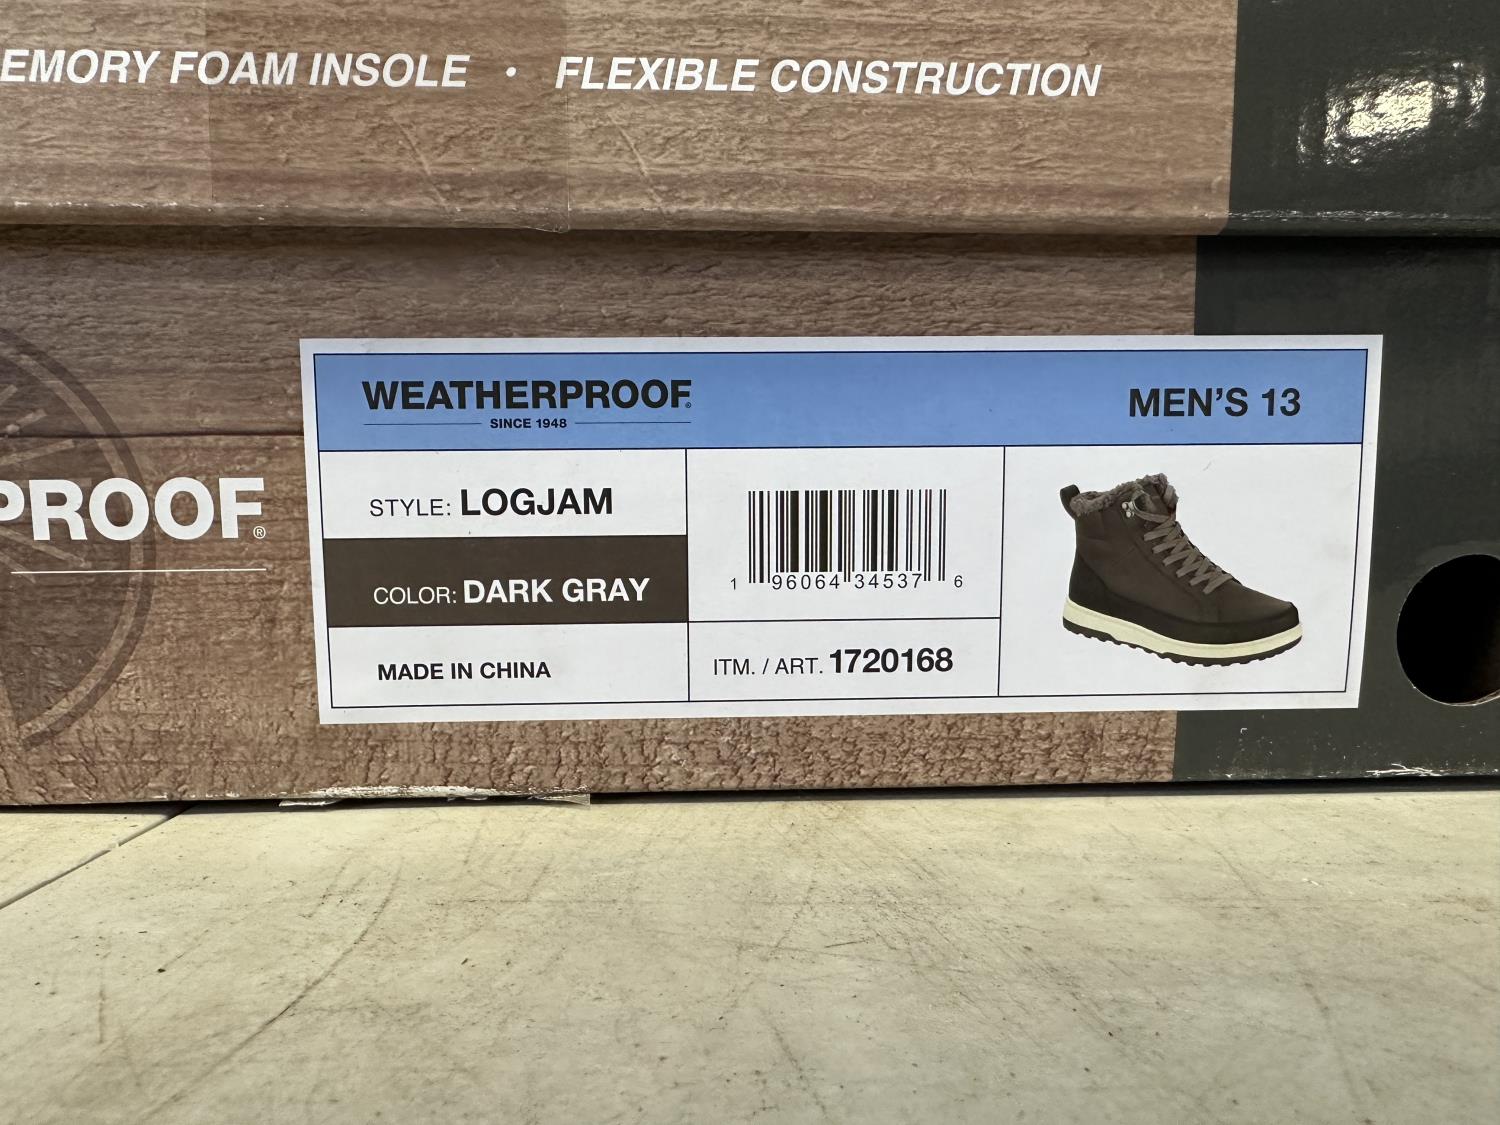 EMORY FOAM INSOLE • FLEXIBLE CONSTRUCTION
PROOF®
WEATHERPROOF®
SINCE 1948
MEN'S 13
STYLE: LOGJAM
COLOR: DARK GRAY
MADE IN CHINA
1 96064 34537 6
ITM. / ART. 1720168